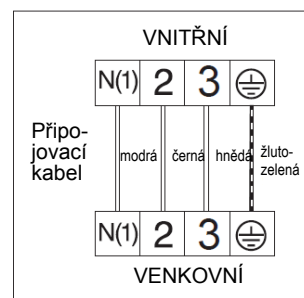 VNITŘNÍ
N(1) 2 3
Připo-
jovací
kabel
modrá černá hnědá žluto-
zelená
N(1) 2 3
VENKOVNÍ